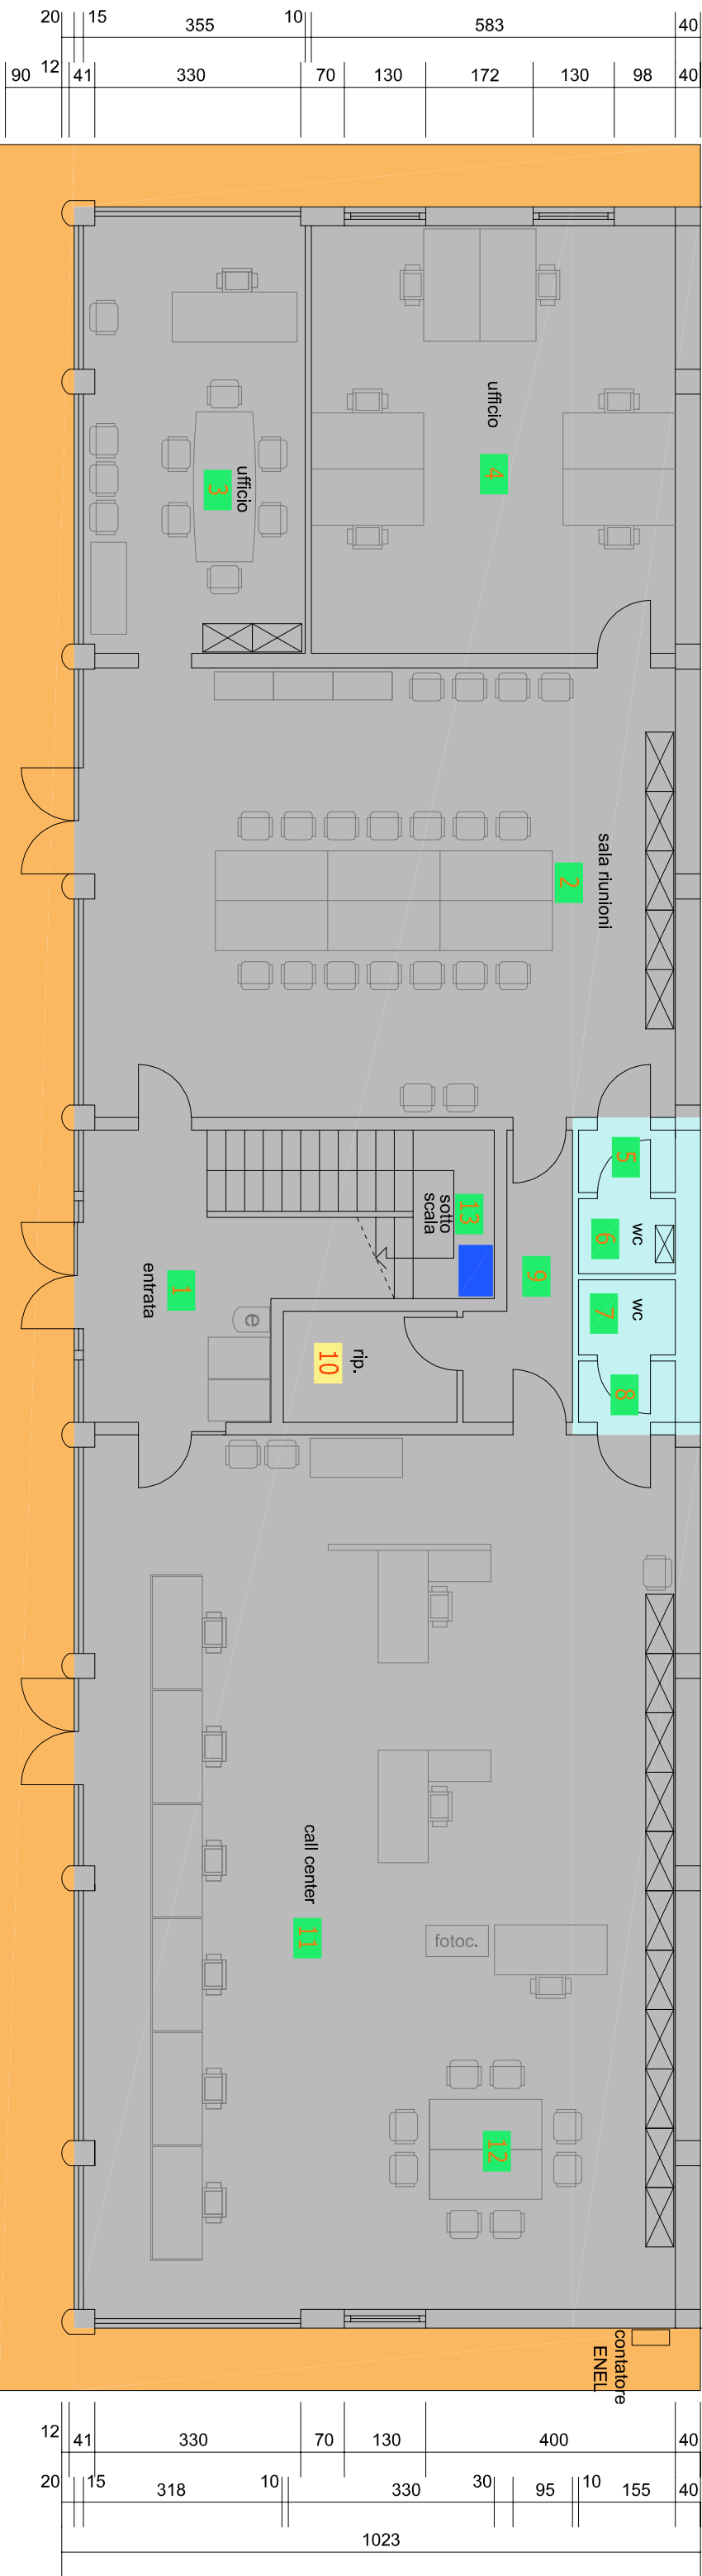 20 15 355 10 583 40
90 12 41 330 70 130 172 130 98 40
ufficio
4
ufficio
3
sala riunioni
2
5
wc
6
sotto
scala
13
9
entrata
1
wc
7
e
rip.
10
8
call center
11
fotoc.
12
contatore
ENEL
12 41 330 70 130 400 40
20 15 318 10 330 30 95 10 155 40
1023